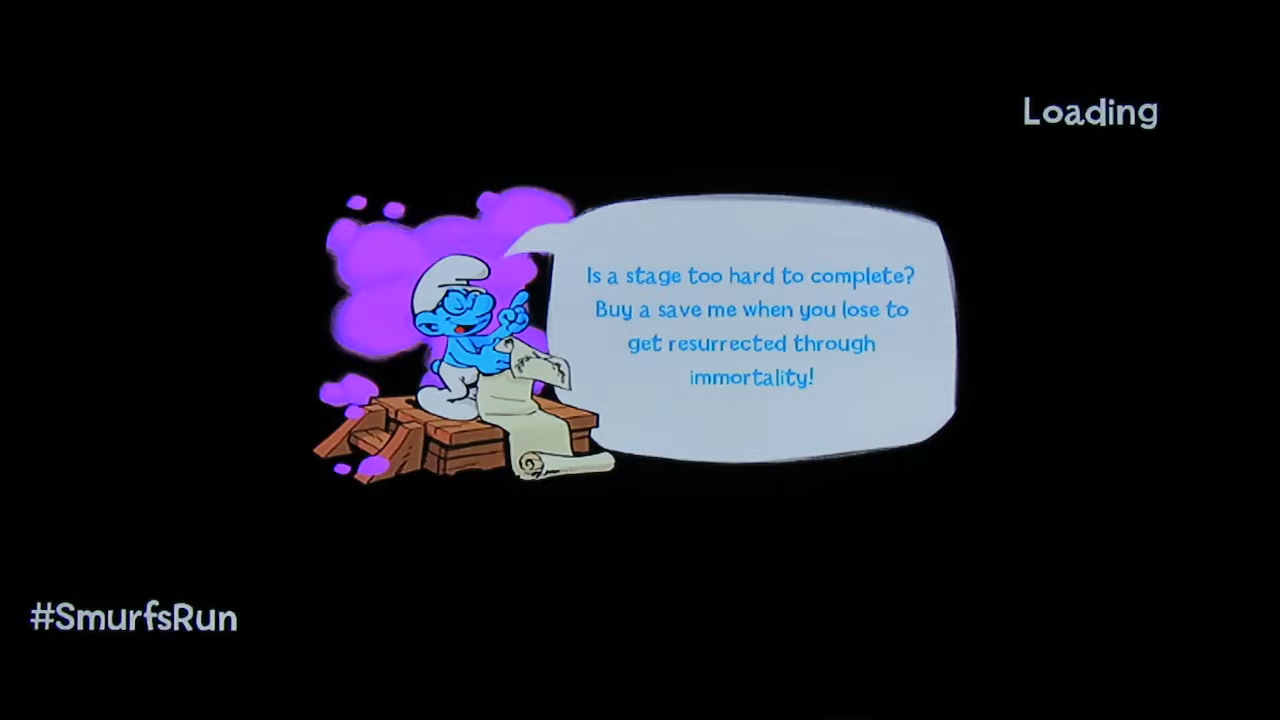 Loading
Is a stage too hard to complete?
Buy a save me when you lose to
get resurrected through
immortality!
#SmurfsRun